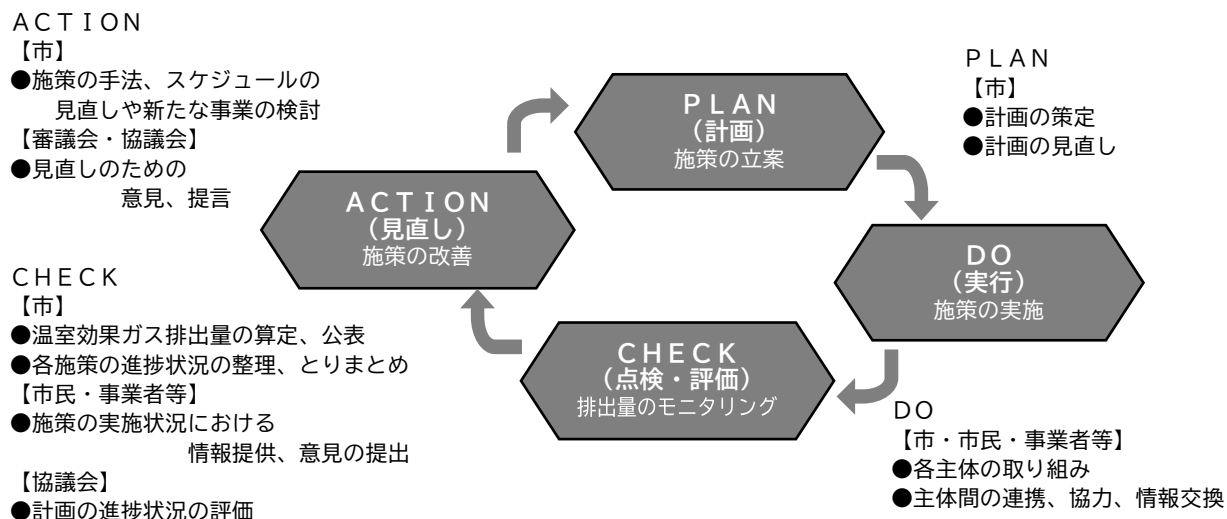 ＡＣＴＩＯＮ
【市】
●施策の手法、スケジュールの
見直しや新たな事業の検討
【審議会・協議会】
●見直しのための
意見、提言
ＰＬＡＮ
（計画）
施策の立案
ＰＬＡＮ
【市】
●計画の策定
●計画の見直し
ＡＣＴＩＯＮ
（見直し）
施策の改善
ＤＯ
（実行）
施策の実施
ＣＨＥＣＫ
【市】
●温室効果ガス排出量の算定、公表
●各施策の進捗状況の整理、とりまとめ
【市民・事業者等】
●施策の実施状況における
情報提供、意見の提出
【協議会】
●計画の進捗状況の評価
ＣＨＥＣＫ
（点検・評価）
排出量のモニタリング
ＤＯ
【市・市民・事業者等】
●各主体の取り組み
●主体間の連携、協力、情報交換